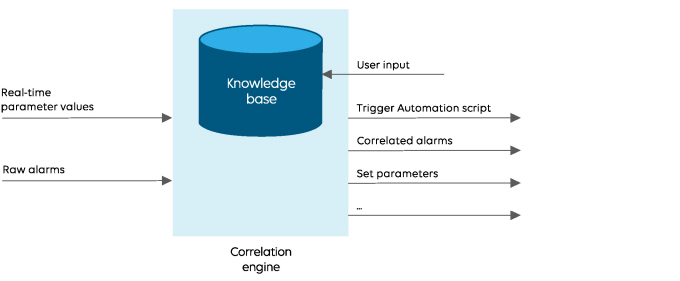 Real-time
parameter values
Raw alarms
Knowledge
base
User input
Trigger Automation script
Correlated alarms
Set parameters
...
Correlation
engine